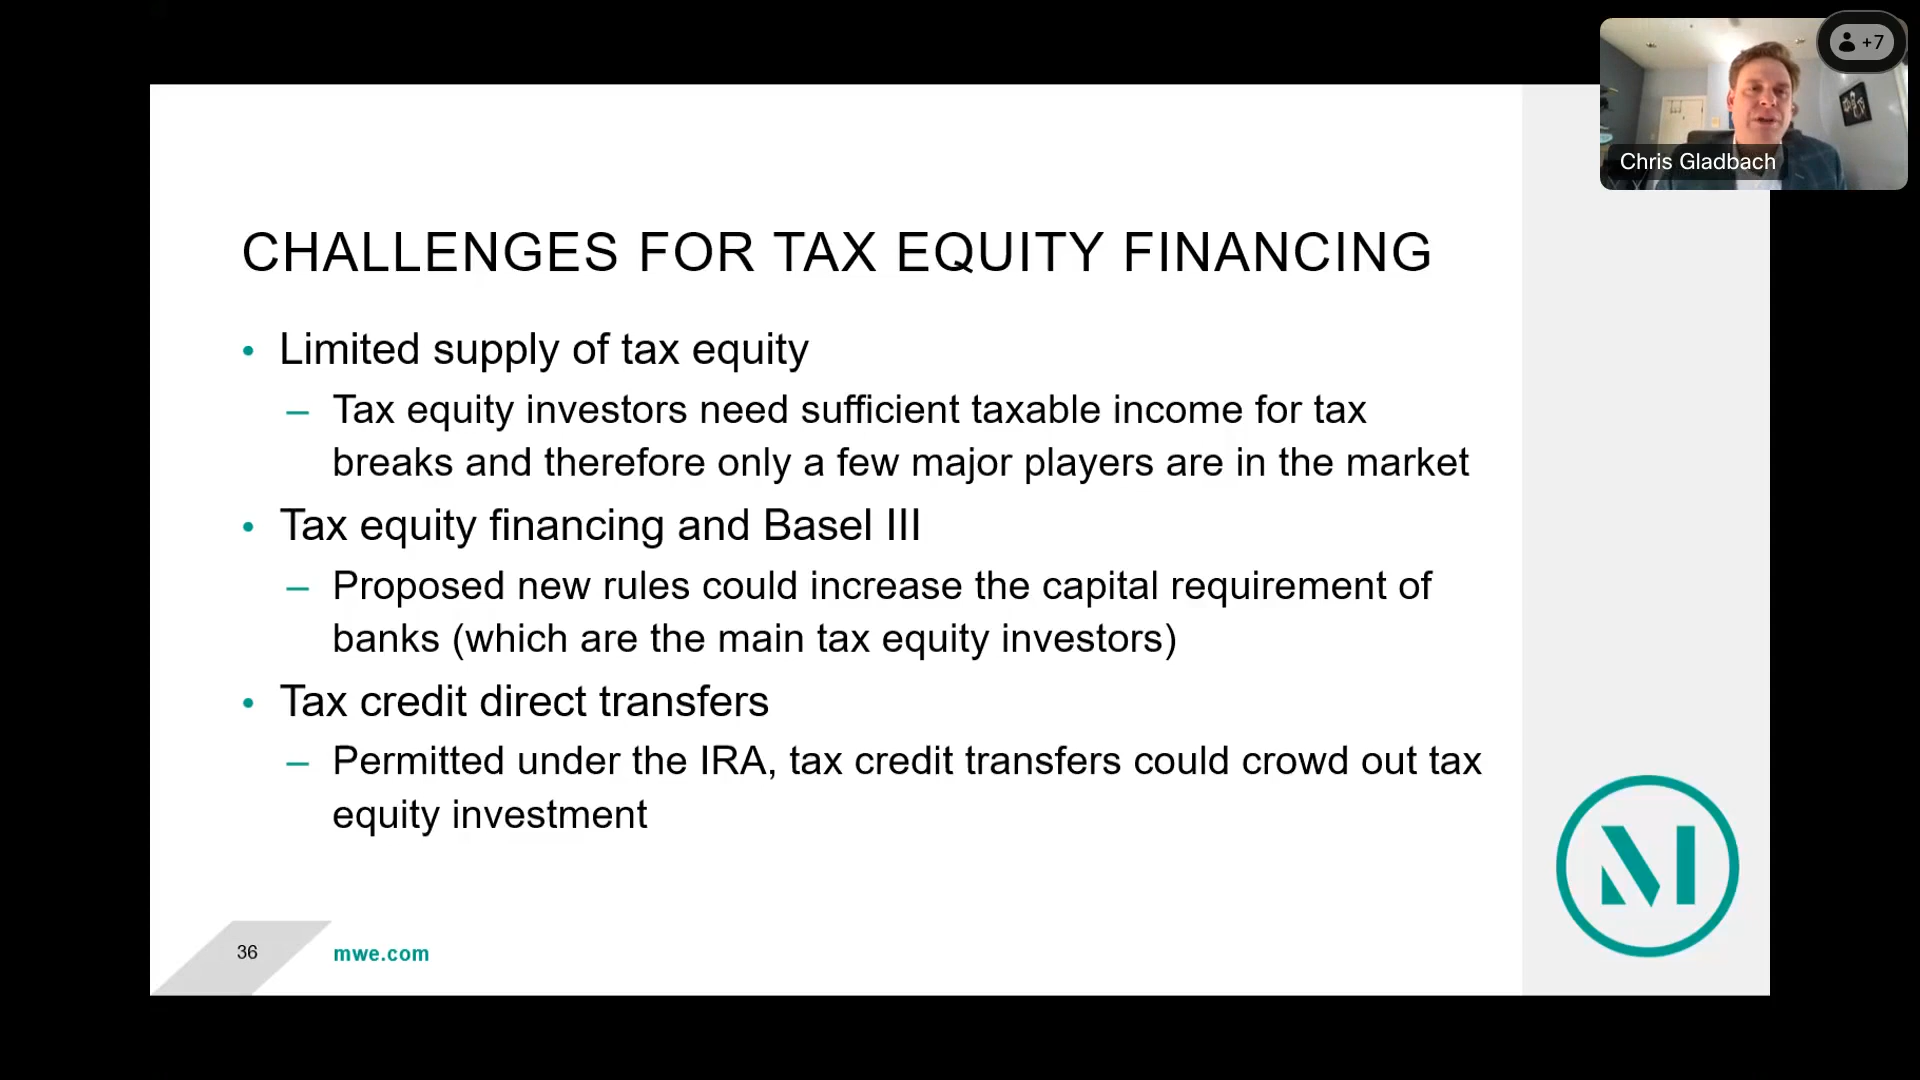 +7
Chris Gladbach
CHALLENGES FOR TAX EQUITY FINANCING
• Limited supply of tax equity
– Tax equity investors need sufficient taxable income for tax
breaks and therefore only a few major players are in the market
• Tax equity financing and Basel III
– Proposed new rules could increase the capital requirement of
banks (which are the main tax equity investors)
• Tax credit direct transfers
– Permitted under the IRA, tax credit transfers could crowd out tax
equity investment
M
36
mwe.com